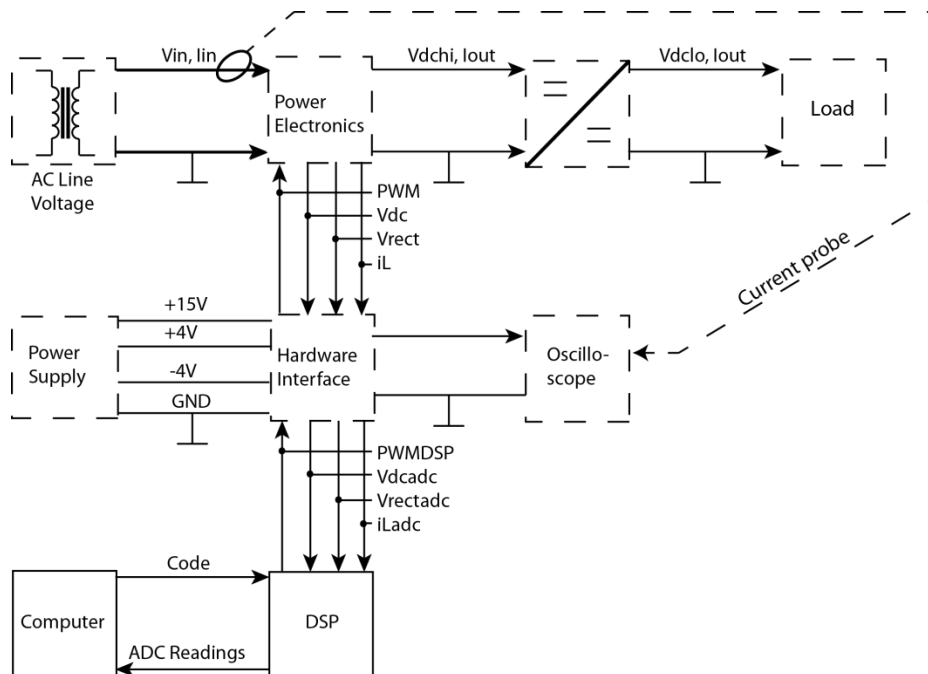 Vin, Iin
Vdchi, Iout
Vdclo, Iout
Power
Electronics
Load
AC Line
Voltage
PWM
Vdc
Vrect
iL
Current probe
+15V
+4V
-4V
GND
Power
Supply
Hardware
Interface
Oscillo-
scope
PWMDSP
Vdcadc
Vrectadc
iLadc
Code
Computer
DSP
ADC Readings